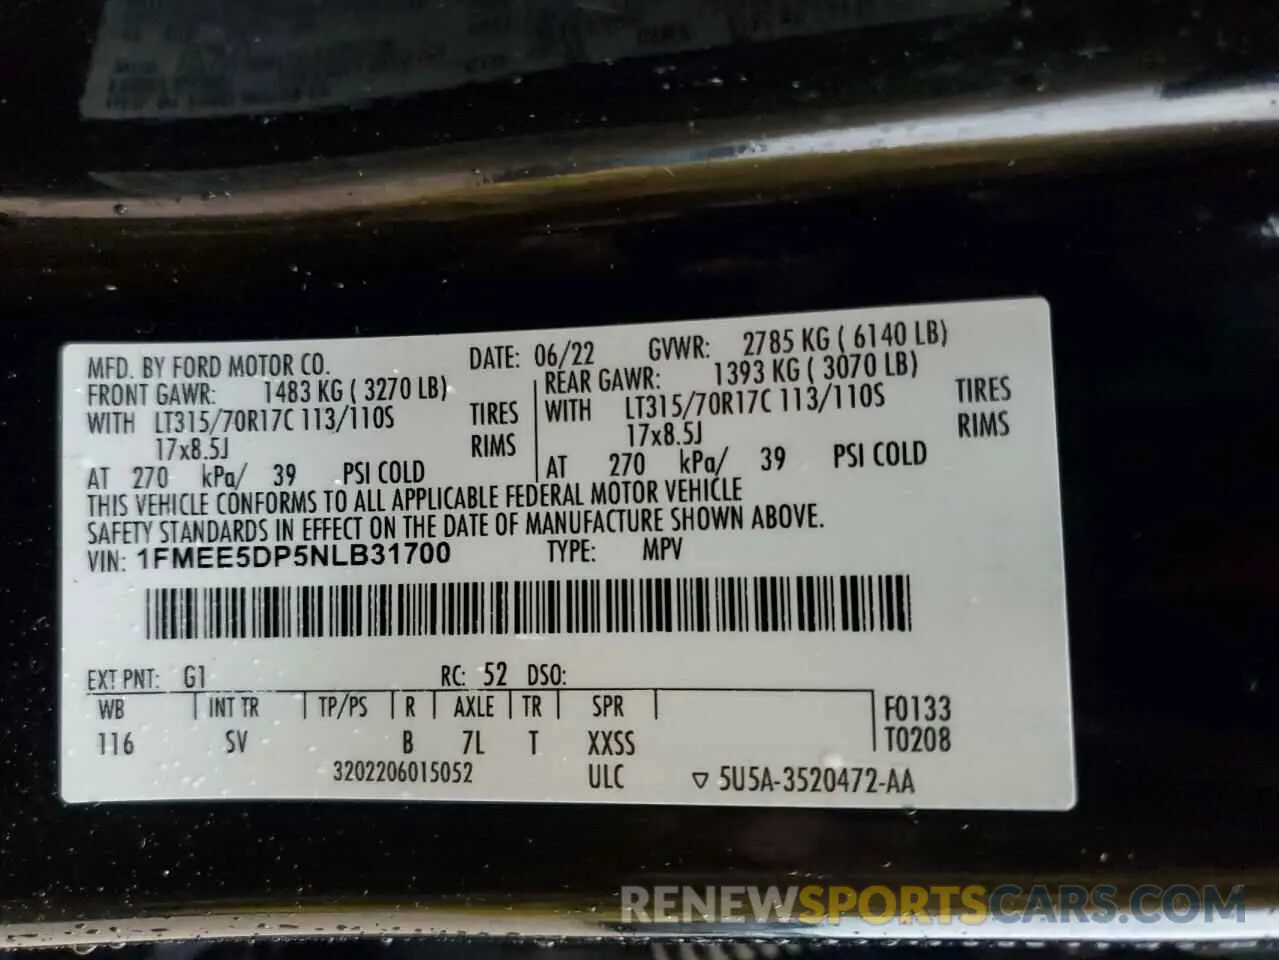 MFD. BY FORD MOTOR CO. DATE: 06/22 GVWR: 2785 KG ( 6140 LB)
FRONT GAWR: 1483 KG ( 3270 LB) REAR GAWR: 1393 KG ( 3070 LB)
WITH LT315/70R17C 113/110S TIRES WITH LT315/70R17C 113/110S TIRES
17x8.5J RIMS 17x8.5J RIMS
AT 270 kPa/ 39 PSI COLD AT 270 kPa/ 39 PSI COLD
THIS VEHICLE CONFORMS TO ALL APPLICABLE FEDERAL MOTOR VEHICLE
SAFETY STANDARDS IN EFFECT ON THE DATE OF MANUFACTURE SHOWN ABOVE.
VIN: 1FMEE5DP5NLB31700 TYPE: MPV
EXT PNT: G1 RC: 52 DSO:
WB INT TR TP/PS R AXLE TR SPR F0133
116 SV B 7L T XXSS T0208
3202206015052 ULC ▽ 5U5A-3520472-AA
RENEWSPORTSCARS.COM